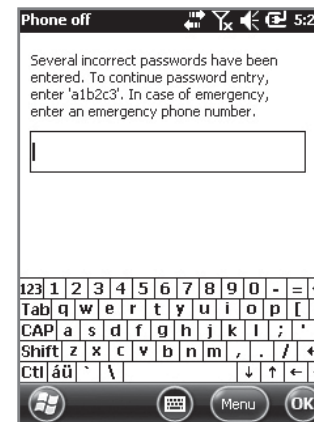 Phone off 5:2
Several incorrect passwords have been
entered. To continue password entry,
enter 'a1b2c3'. In case of emergency,
enter an emergency phone number.
123 1 2 3 4 5 6 7 8 9 0 - =
Tab q w e r t y u i o p [
CAP a s d f g h j k l ; '
Shift z x c v b n m , . /
Ctl áü ` \ ↓ ↑ ←
Menu OK